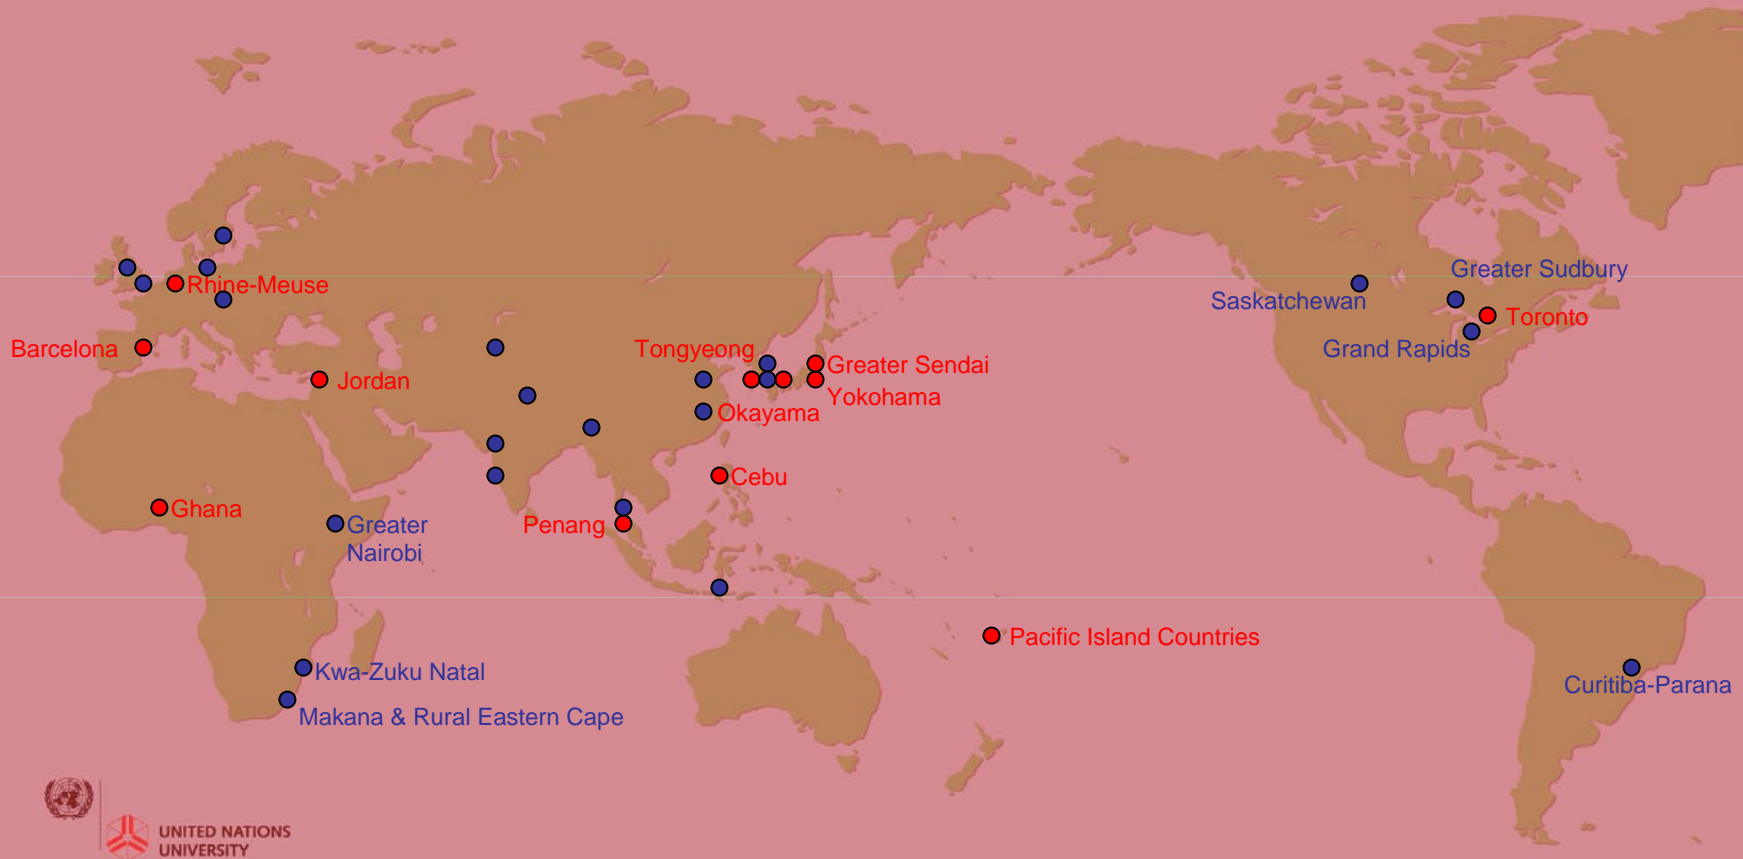 Greater Sudbury
Rhine-Meuse
Saskatchewan
Toronto
Barcelona
Tongyeong
Grand Rapids
Greater Sendai
Jordan
Yokohama
Okayama
Cebu
Ghana
Greater
Nairobi
Penang
Pacific Island Countries
Kwa-Zuku Natal
Curitiba-Parana
Makana & Rural Eastern Cape
UNITED NATIONS
UNIVERSITY